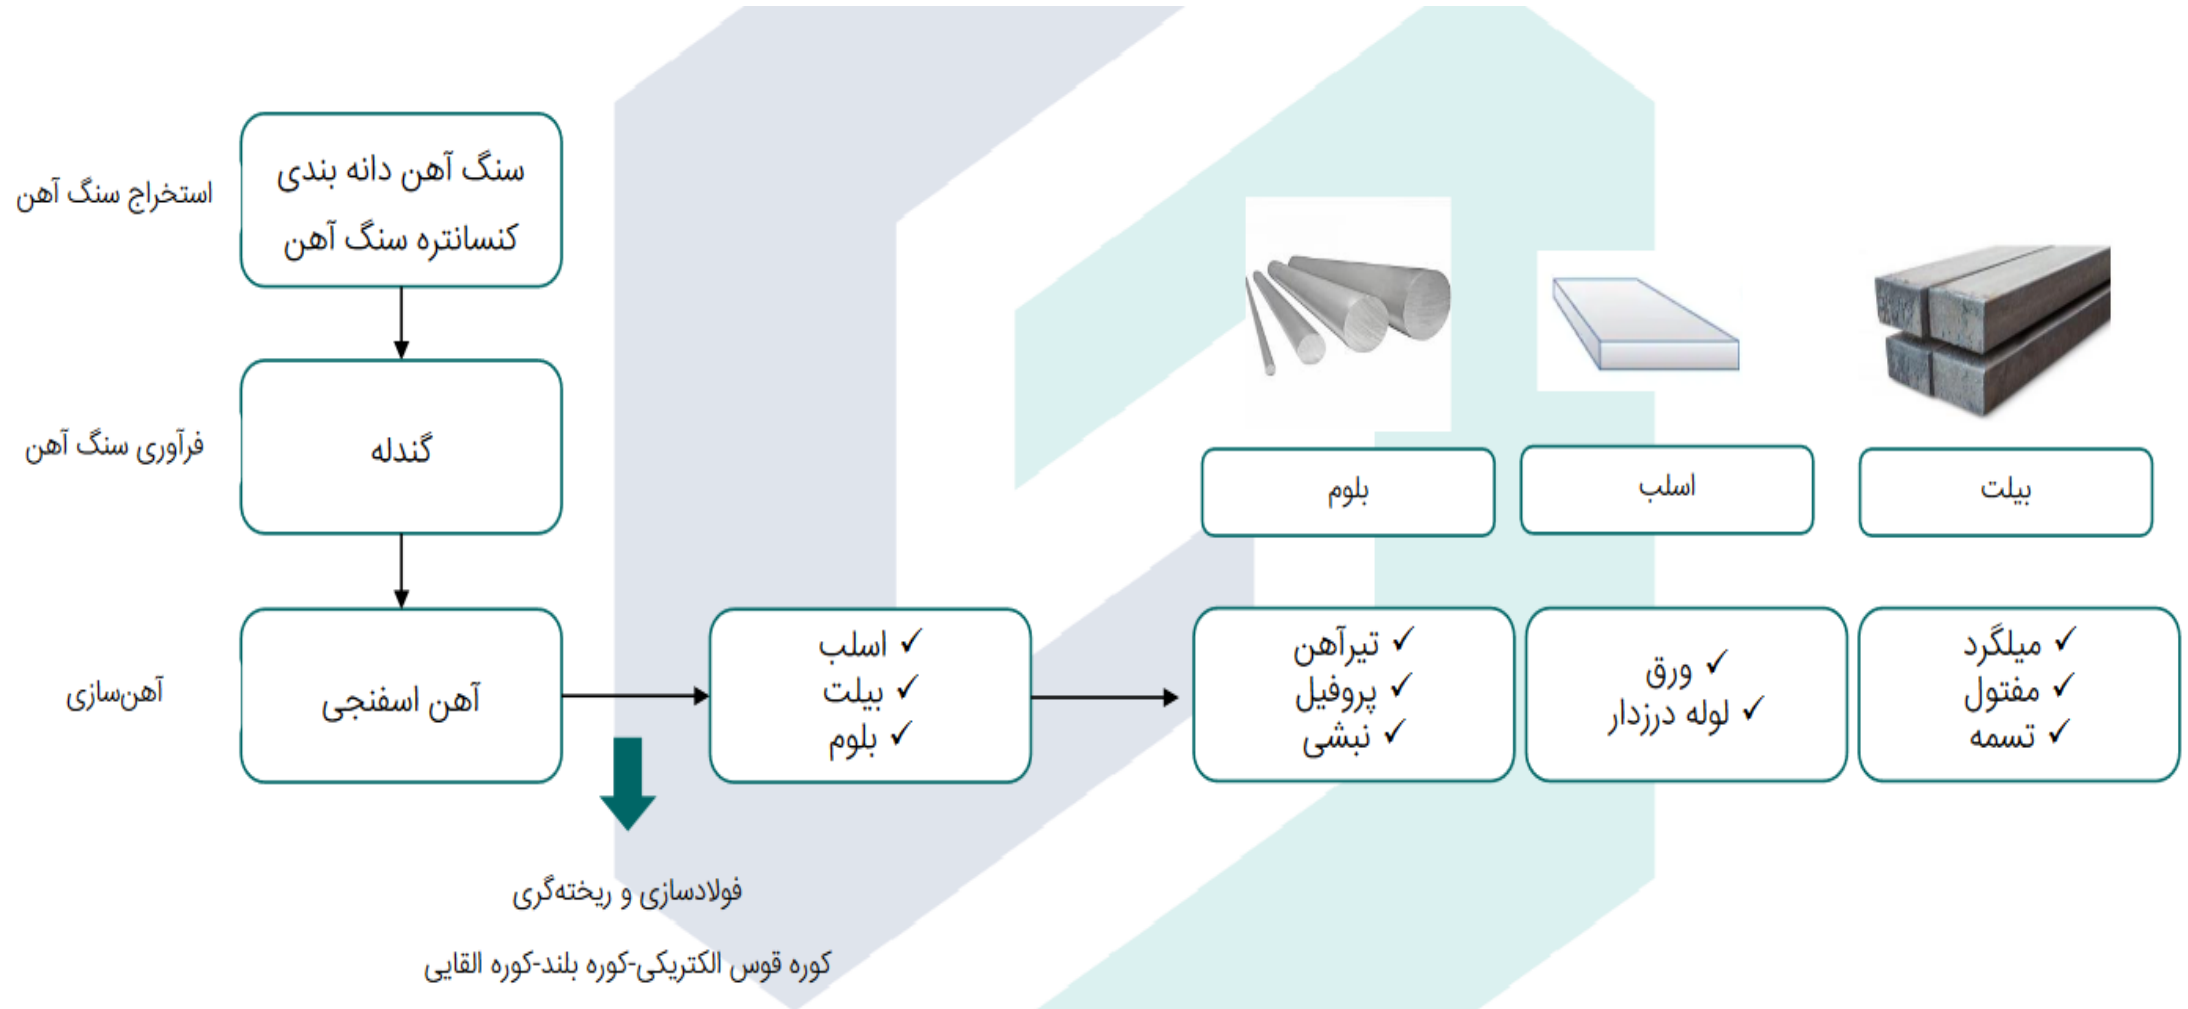 استخراج سنگ آهن
سنگ آهن دانه بندی
کنسانتره سنگ آهن
فرآوری سنگ آهن
گندله
آهن‌سازی
آهن اسفنجی
فولادسازی و ریخته‌گری
کوره قوس الکتریکی-کوره بلند-کوره القایی
✓ اسلب
✓ بیلت
✓ بلوم
بلوم
✓ تیرآهن
✓ پروفیل
✓ نبشی
اسلب
✓ ورق
✓ لوله درزدار
بیلت
✓ میلگرد
✓ مفتول
✓ تسمه